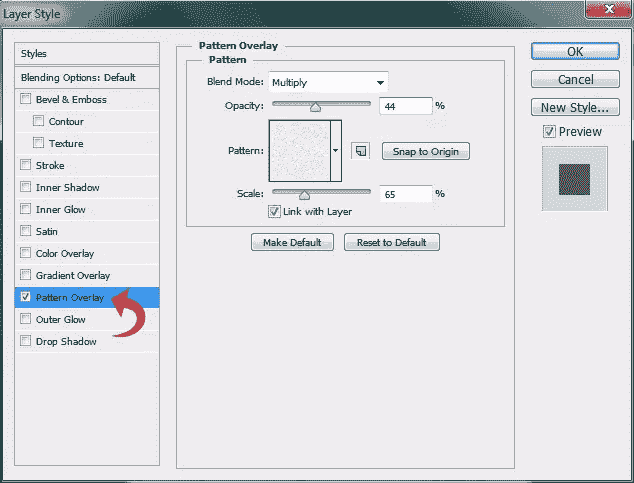 Layer Style
Styles
Blending Options: Default
Bevel & Emboss
Contour
Texture
Stroke
Inner Shadow
Inner Glow
Satin
Color Overlay
Gradient Overlay
Pattern Overlay
Outer Glow
Drop Shadow
Pattern Overlay
Pattern
Blend Mode: Multiply
Opacity: 44 %
Pattern: Snap to Origin
Scale: 65 %
Link with Layer
Make Default Reset to Default
OK
Cancel
New Style...
Preview